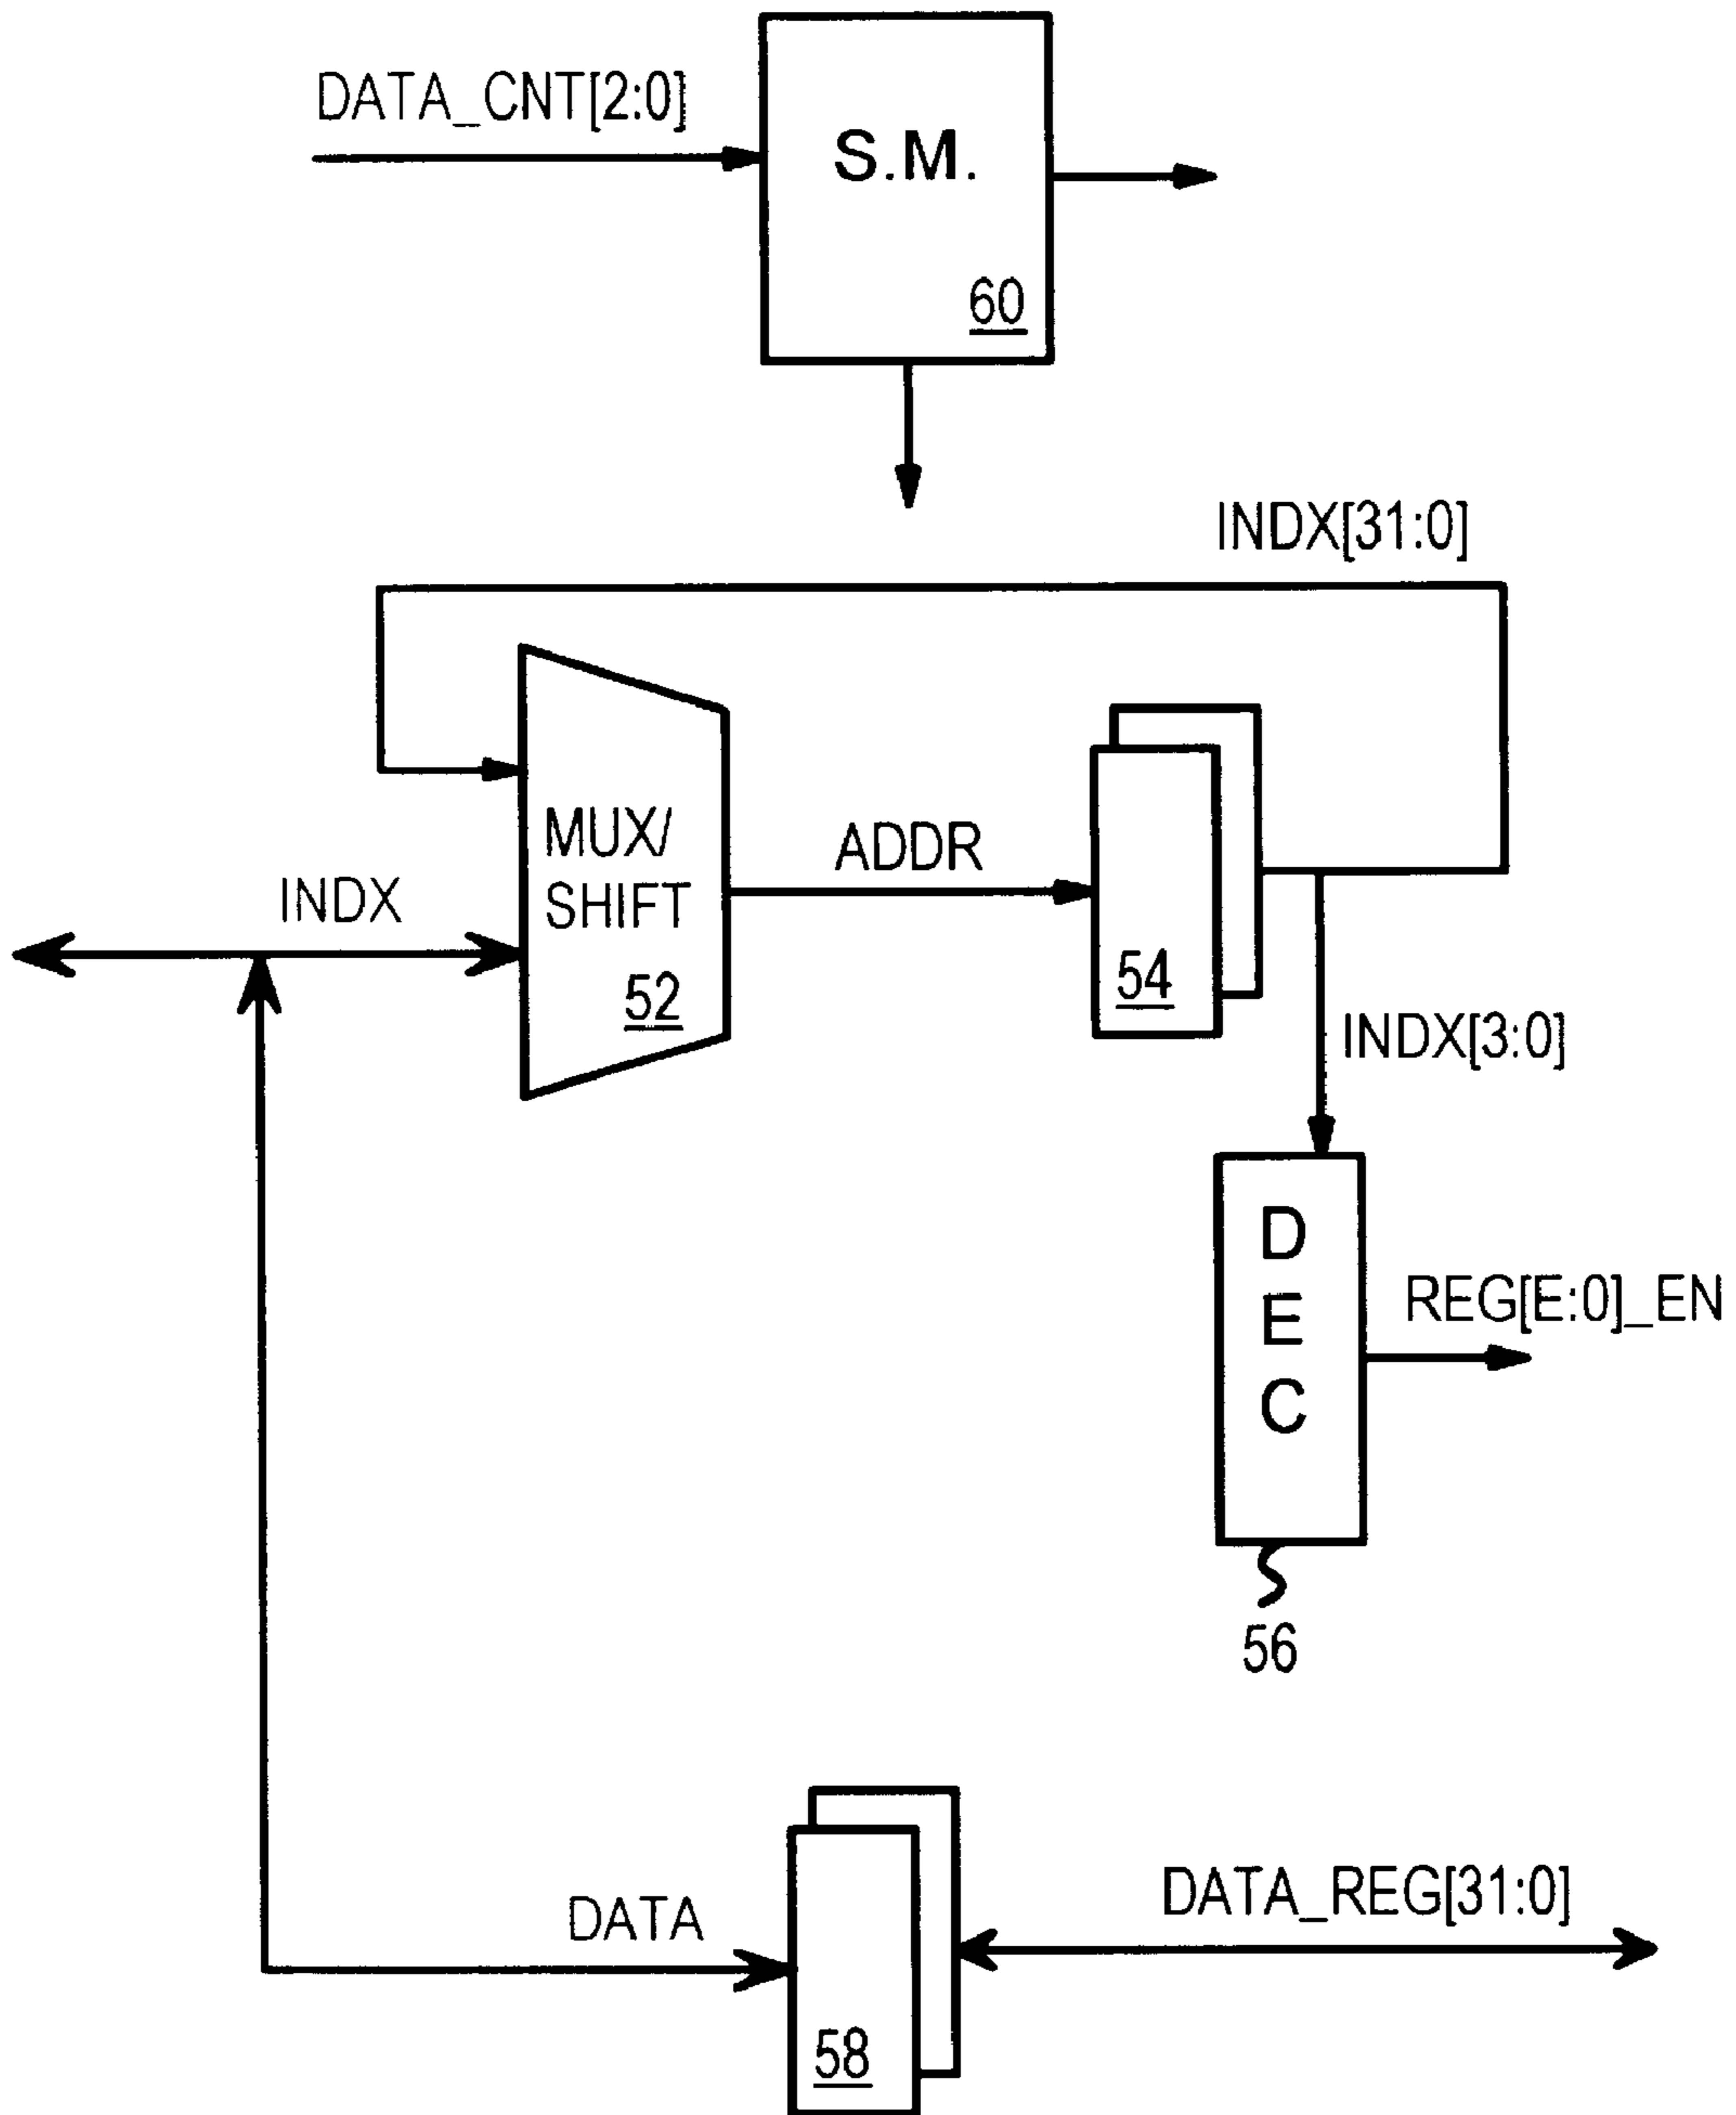 DATA_CNT[2:0]
S.M.
60
INDX[31:0]
MUX/
SHIFT
52
ADDR
INDX
54
INDX[3:0]
D
E
C
REG[E:0]_EN
56
DATA
DATA_REG[31:0]
58